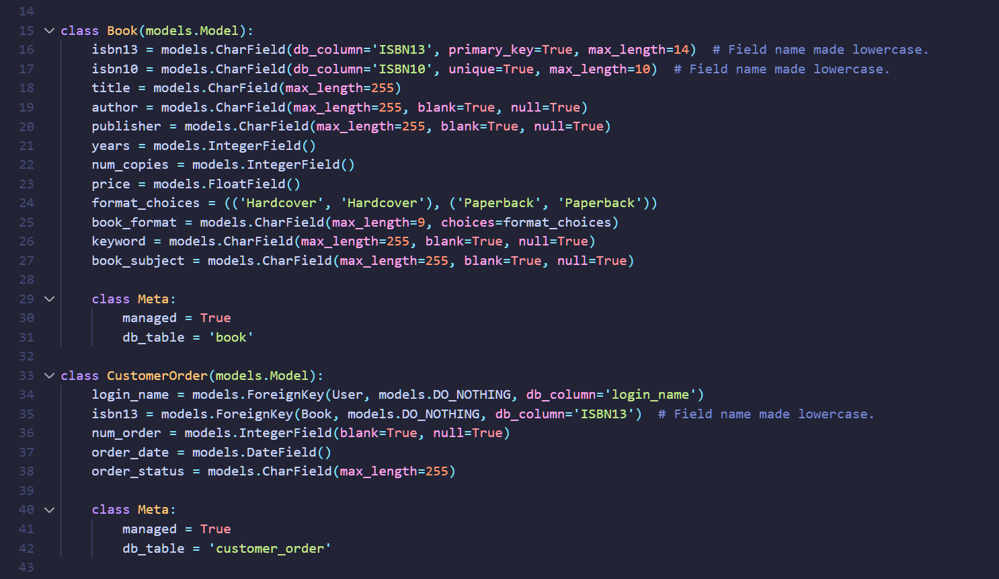 14
15 class Book(models.Model):
16     isbn13 = models.CharField(db_column='ISBN13', primary_key=True, max_length=14)  # Field name made lowercase.
17     isbn10 = models.CharField(db_column='ISBN10', unique=True, max_length=10)  # Field name made lowercase.
18     title = models.CharField(max_length=255)
19     author = models.CharField(max_length=255, blank=True, null=True)
20     publisher = models.CharField(max_length=255, blank=True, null=True)
21     years = models.IntegerField()
22     num_copies = models.IntegerField()
23     price = models.FloatField()
24     format_choices = (('Hardcover', 'Hardcover'), ('Paperback', 'Paperback'))
25     book_format = models.CharField(max_length=9, choices=format_choices)
26     keyword = models.CharField(max_length=255, blank=True, null=True)
27     book_subject = models.CharField(max_length=255, blank=True, null=True)
28
29     class Meta:
30         managed = True
31         db_table = 'book'
32
33 class CustomerOrder(models.Model):
34     login_name = models.ForeignKey(User, models.DO_NOTHING, db_column='login_name')
35     isbn13 = models.ForeignKey(Book, models.DO_NOTHING, db_column='ISBN13')  # Field name made lowercase.
36     num_order = models.IntegerField(blank=True, null=True)
37     order_date = models.DateField()
38     order_status = models.CharField(max_length=255)
39
40     class Meta:
41         managed = True
42         db_table = 'customer_order'
43